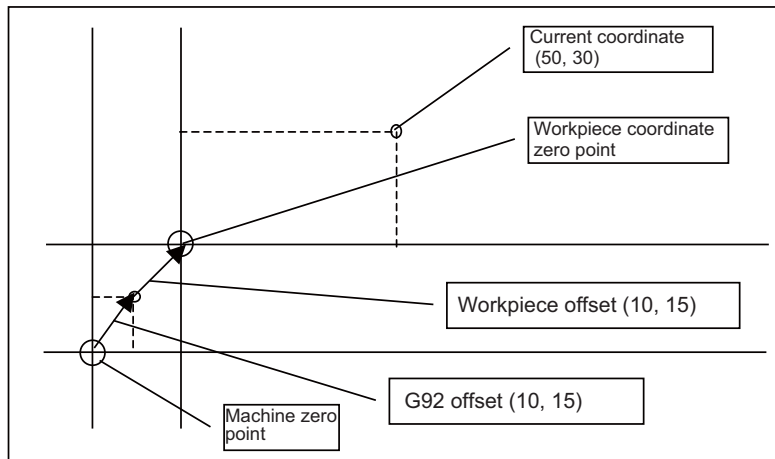 Current coordinate
(50, 30)
Workpiece coordinate
zero point
Workpiece offset (10, 15)
G92 offset (10, 15)
Machine zero
point